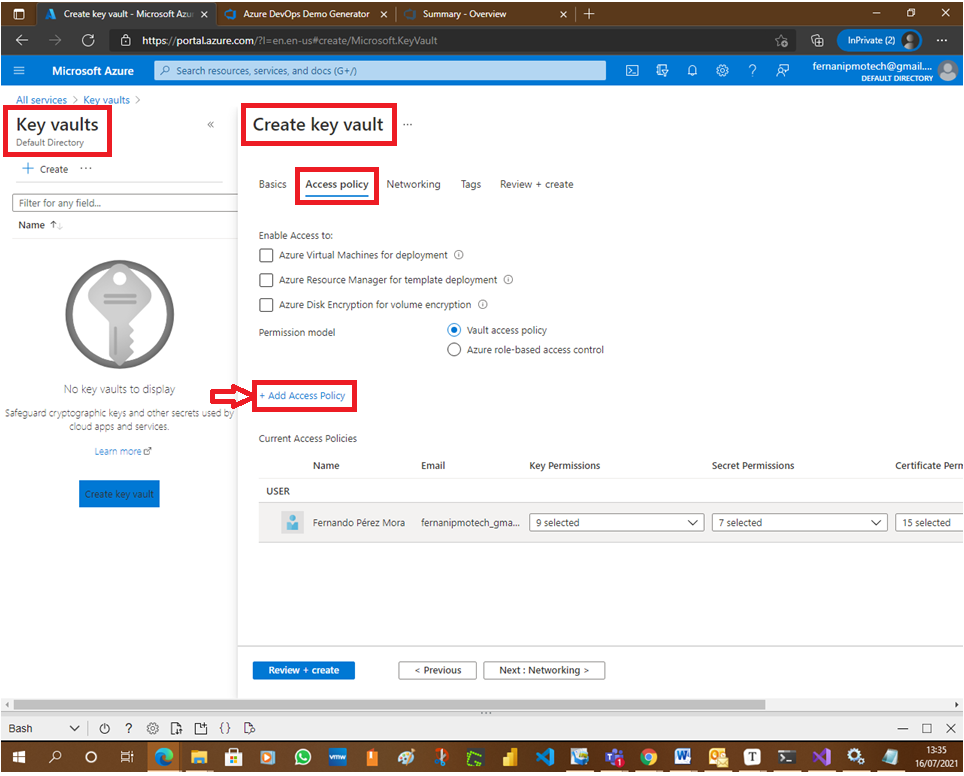 Create key vault - Microsoft Azu
Azure DevOps Demo Generator
Summary - Overview
https://portal.azure.com/?l=en.en-us#create/Microsoft.KeyVault
InPrivate (2)
Microsoft Azure
Search resources, services, and docs (G+/)
fernanipmotech@gmail....
DEFAULT DIRECTORY
All services > Key vaults >
Key vaults
Default Directory
«
+ Create ...
Filter for any field...
Name ↑↓
No key vaults to display
Safeguard cryptographic keys and other secrets used by
cloud apps and services.
Learn more
Create key vault
Create key vault ...
Basics Access policy Networking Tags Review + create
Enable Access to:
Azure Virtual Machines for deployment
Azure Resource Manager for template deployment
Azure Disk Encryption for volume encryption
Permission model
Vault access policy
Azure role-based access control
+ Add Access Policy
Current Access Policies
Name Email Key Permissions Secret Permissions Certificate Perm
USER
Fernando Pérez Mora fernanipmotech_gma... 9 selected 7 selected 15 selected
Review + create < Previous Next : Networking >
Bash
? {}
vmw
1
T
13:35
16/07/2021